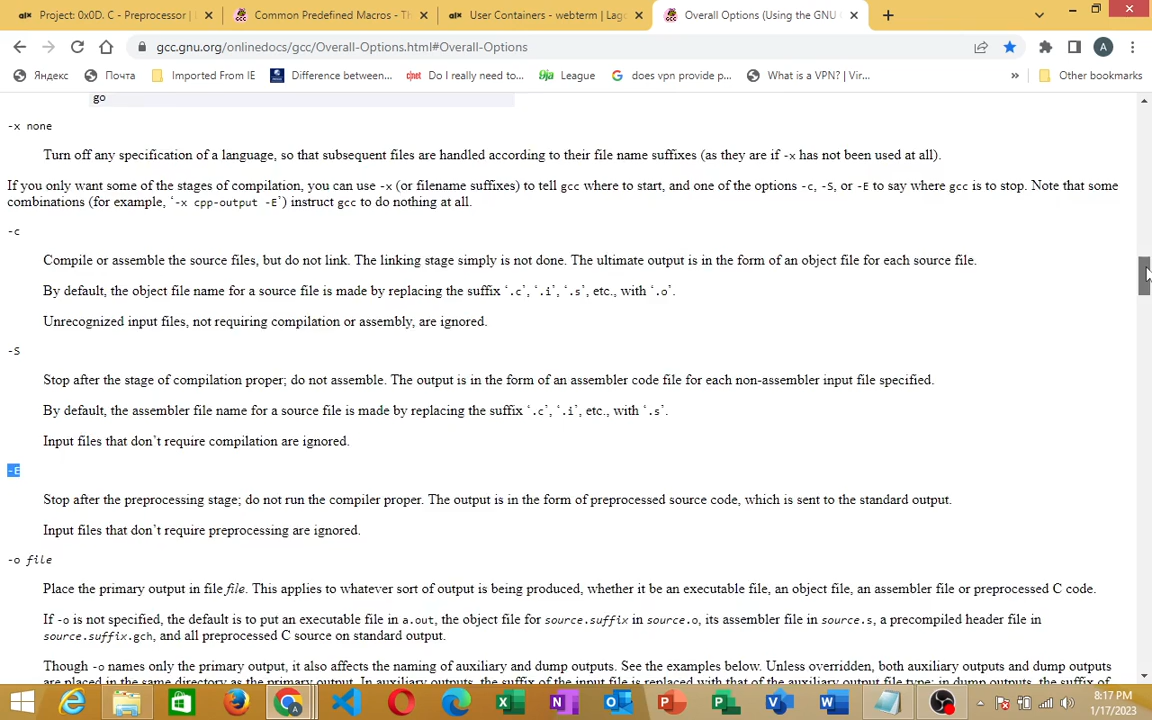 Project: 0x0D. C - Preprocessor |
Common Predefined Macros - Th
User Containers - webterm | Lago
Overall Options (Using the GNU
gcc.gnu.org/onlinedocs/gcc/Overall-Options.html#Overall-Options
A
Яндекс
Почта
Imported From IE
Difference between...
cnet Do I really need to...
9ja League
G does vpn provide p...
What is a VPN? | Vir...
»
Other bookmarks
go
-x none
Turn off any specification of a language, so that subsequent files are handled according to their file name suffixes (as they are if -x has not been used at all).
If you only want some of the stages of compilation, you can use -x (or filename suffixes) to tell gcc where to start, and one of the options -c, -S, or -E to say where gcc is to stop. Note that some
combinations (for example, ‘-x cpp-output -E’) instruct gcc to do nothing at all.
-c
Compile or assemble the source files, but do not link. The linking stage simply is not done. The ultimate output is in the form of an object file for each source file.
By default, the object file name for a source file is made by replacing the suffix ‘.c’, ‘.i’, ‘.s’, etc., with ‘.o’.
Unrecognized input files, not requiring compilation or assembly, are ignored.
-S
Stop after the stage of compilation proper; do not assemble. The output is in the form of an assembler code file for each non-assembler input file specified.
By default, the assembler file name for a source file is made by replacing the suffix ‘.c’, ‘.i’, etc., with ‘.s’.
Input files that don’t require compilation are ignored.
-E
Stop after the preprocessing stage; do not run the compiler proper. The output is in the form of preprocessed source code, which is sent to the standard output.
Input files that don’t require preprocessing are ignored.
-o file
Place the primary output in file file. This applies to whatever sort of output is being produced, whether it be an executable file, an object file, an assembler file or preprocessed C code.
If -o is not specified, the default is to put an executable file in a.out, the object file for source.suffix in source.o, its assembler file in source.s, a precompiled header file in
source.suffix.gch, and all preprocessed C source on standard output.
Though -o names only the primary output, it also affects the naming of auxiliary and dump outputs. See the examples below. Unless overridden, both auxiliary outputs and dump outputs
are placed in the same directory as the primary output. In auxiliary outputs, the suffix of the input file is replaced with that of the auxiliary output file type; in dump outputs, the suffix of
8:17 PM
1/17/2023